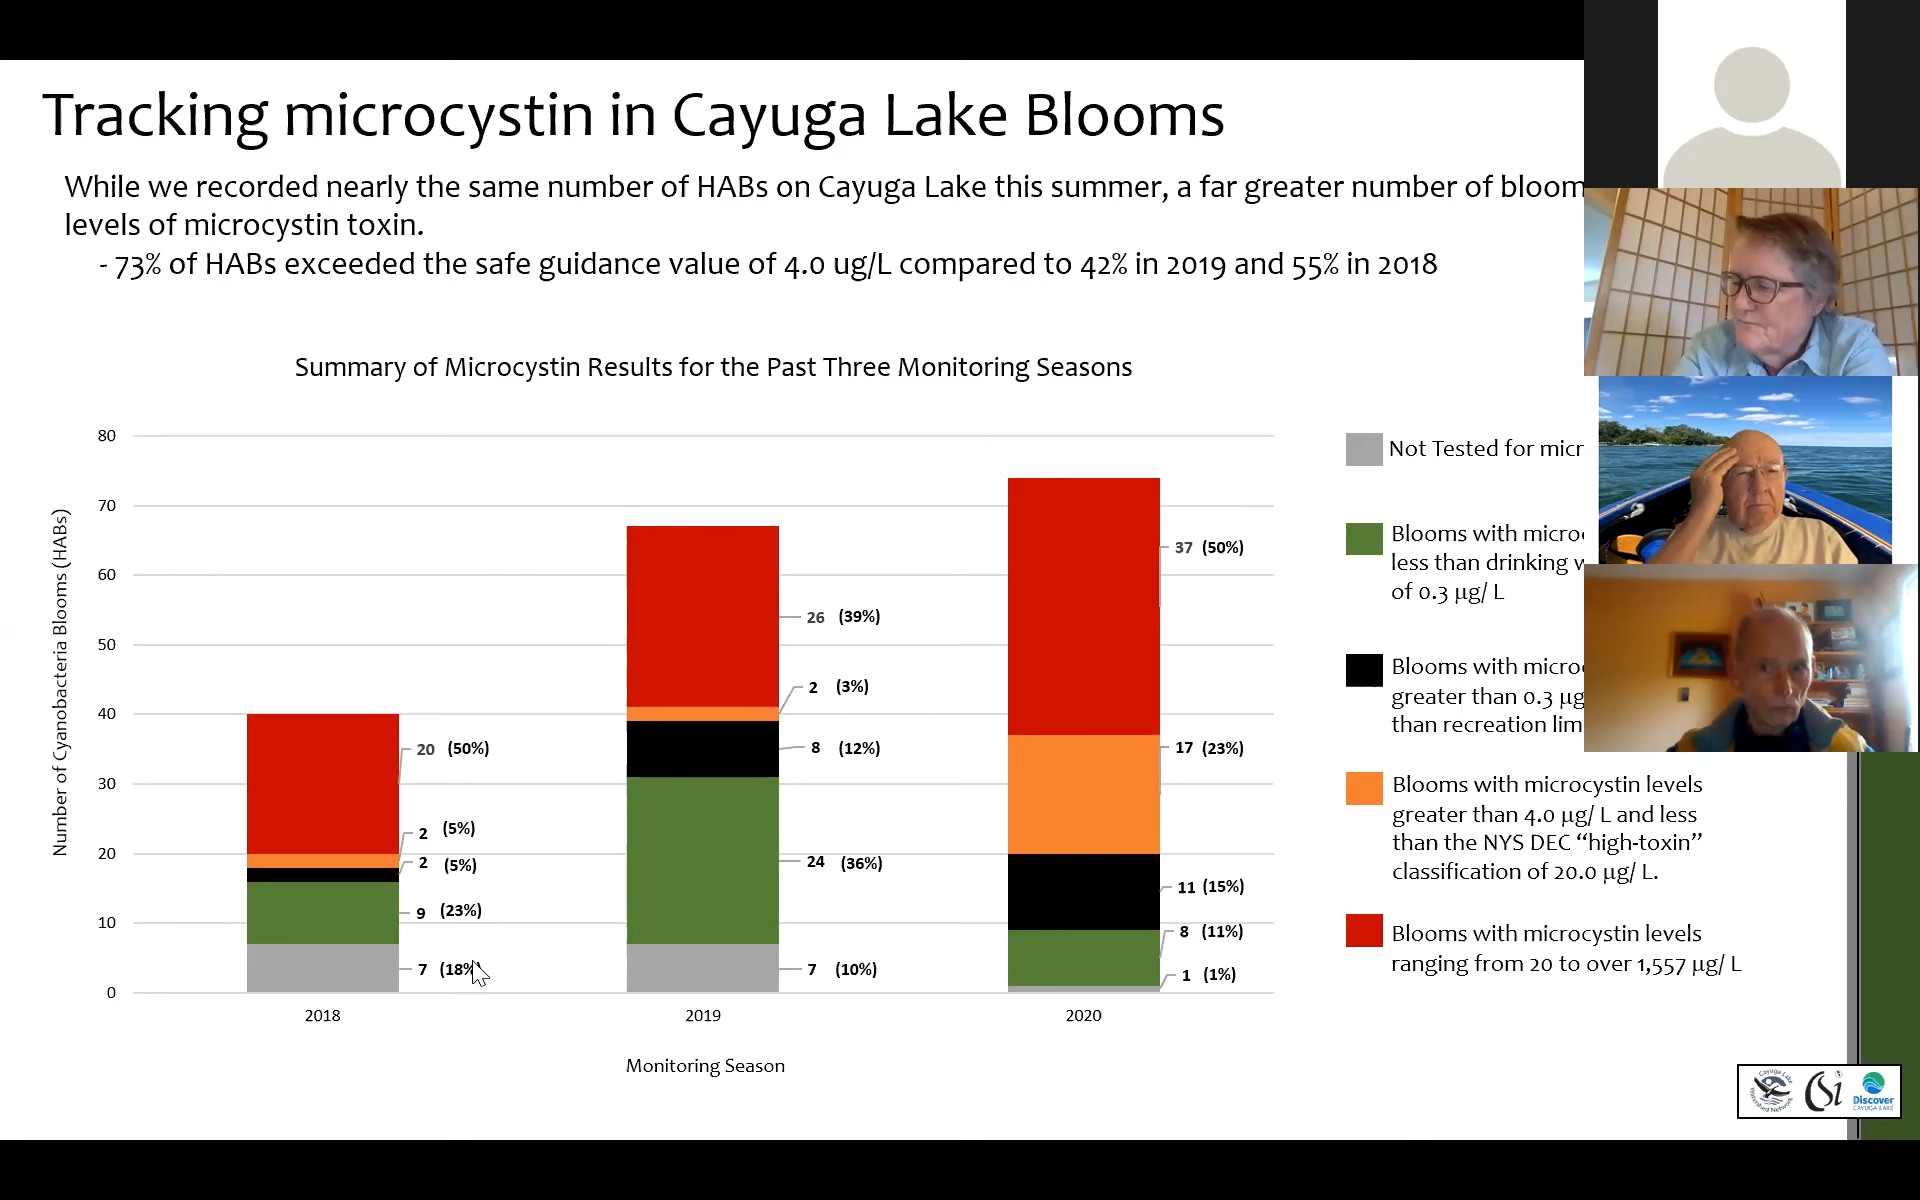 Tracking microcystin in Cayuga Lake Blooms
While we recorded nearly the same number of HABs on Cayuga Lake this summer, a far greater number of bloom
levels of microcystin toxin.
- 73% of HABs exceeded the safe guidance value of 4.0 ug/L compared to 42% in 2019 and 55% in 2018
Summary of Microcystin Results for the Past Three Monitoring Seasons
Number of Cyanobacteria Blooms (HABs)
80
70
60
50
40
30
20
10
0
20 (50%)
2 (5%)
2 (5%)
9 (23%)
7 (18%)
26 (39%)
2 (3%)
8 (12%)
24 (36%)
7 (10%)
37 (50%)
17 (23%)
11 (15%)
8 (11%)
1 (1%)
2018
2019
2020
Monitoring Season
Not Tested for micr
Blooms with micro
less than drinking w
of 0.3 µg/ L
Blooms with micro
greater than 0.3 µg
than recreation lim
Blooms with microcystin levels
greater than 4.0 µg/ L and less
than the NYS DEC “high-toxin”
classification of 20.0 µg/ L.
Blooms with microcystin levels
ranging from 20 to over 1,557 µg/ L
Cayuga Lake
Watershed Network
CSi
Discover
CAYUGA LAKE